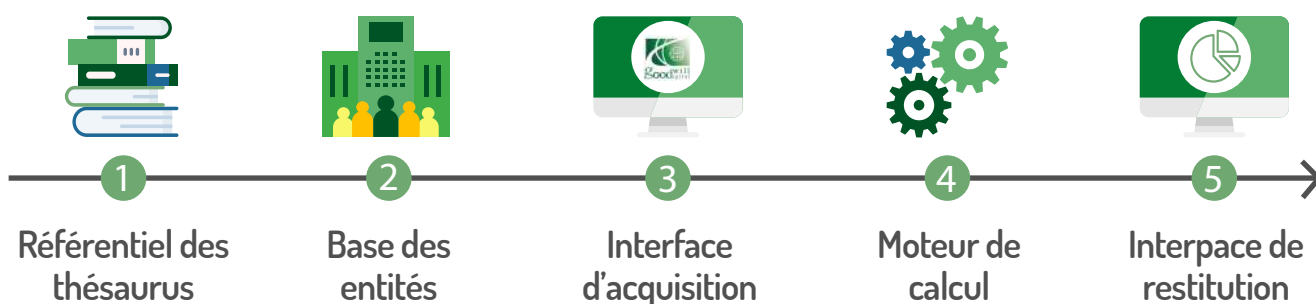 Goodwill
1
2
3
4
5
Référentiel des
thésaurus
Base des
entités
Interface
d'acquisition
Moteur de
calcul
Interpace de
restitution